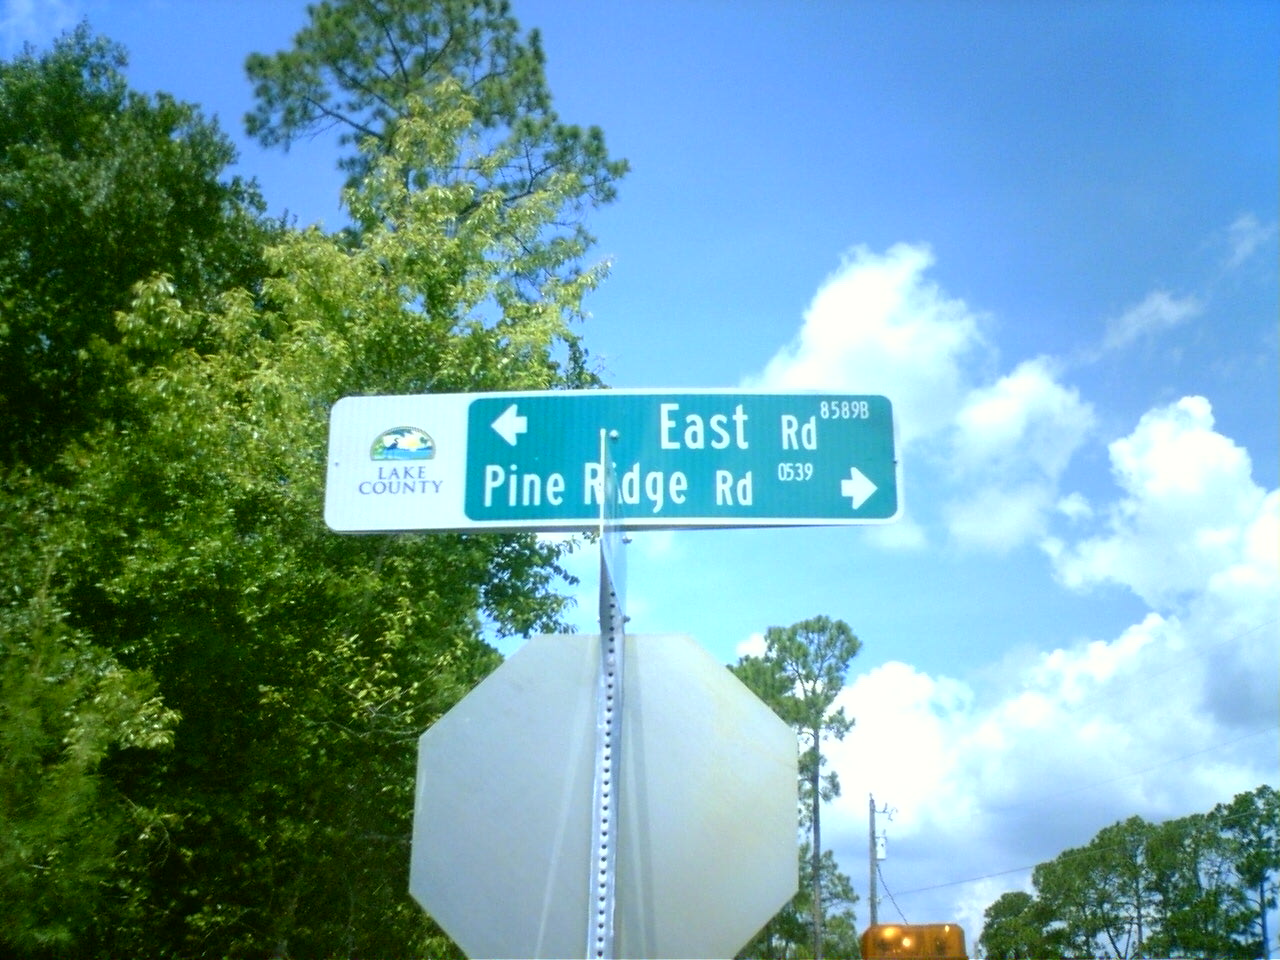 LAKE
COUNTY
East Rd 8589B
Pine Ridge Rd 0539